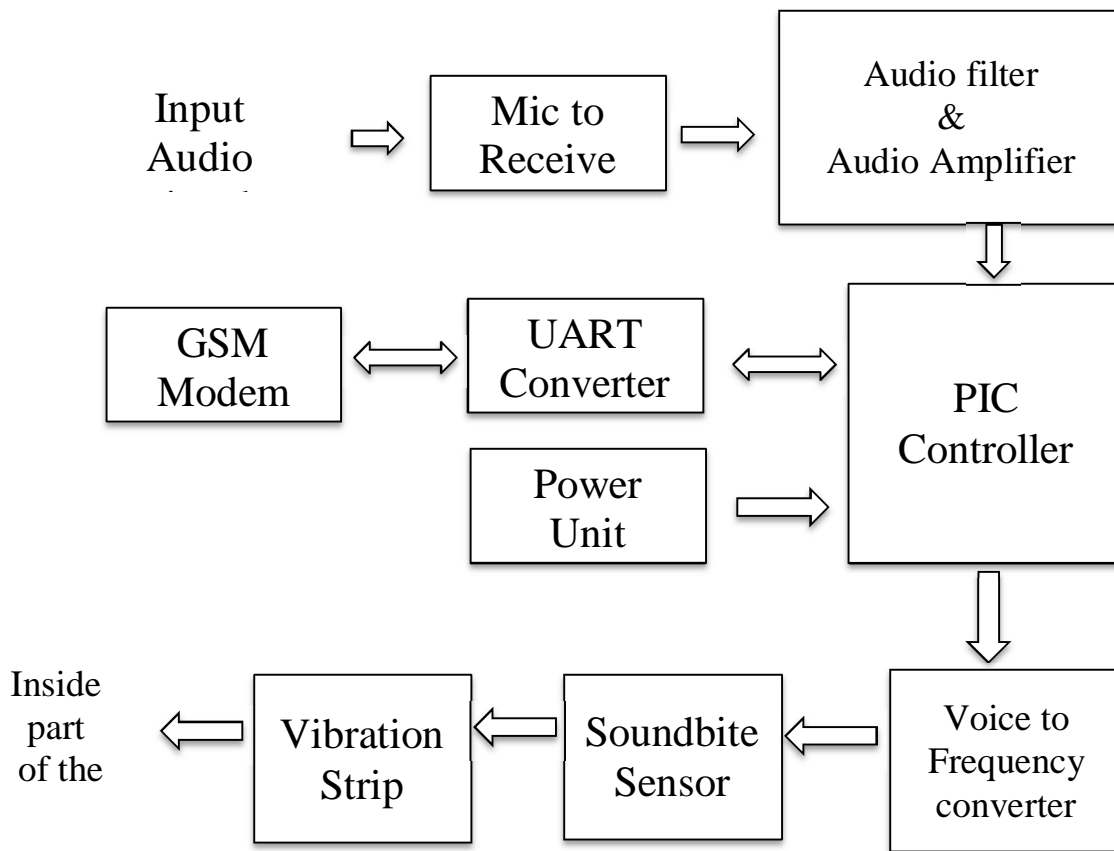 Input
Audio
Mic to
Receive
Audio filter
&
Audio Amplifier
GSM
Modem
UART
Converter
PIC
Controller
Power
Unit
Inside
part
of the
Vibration
Strip
Soundbite
Sensor
Voice to
Frequency
converter